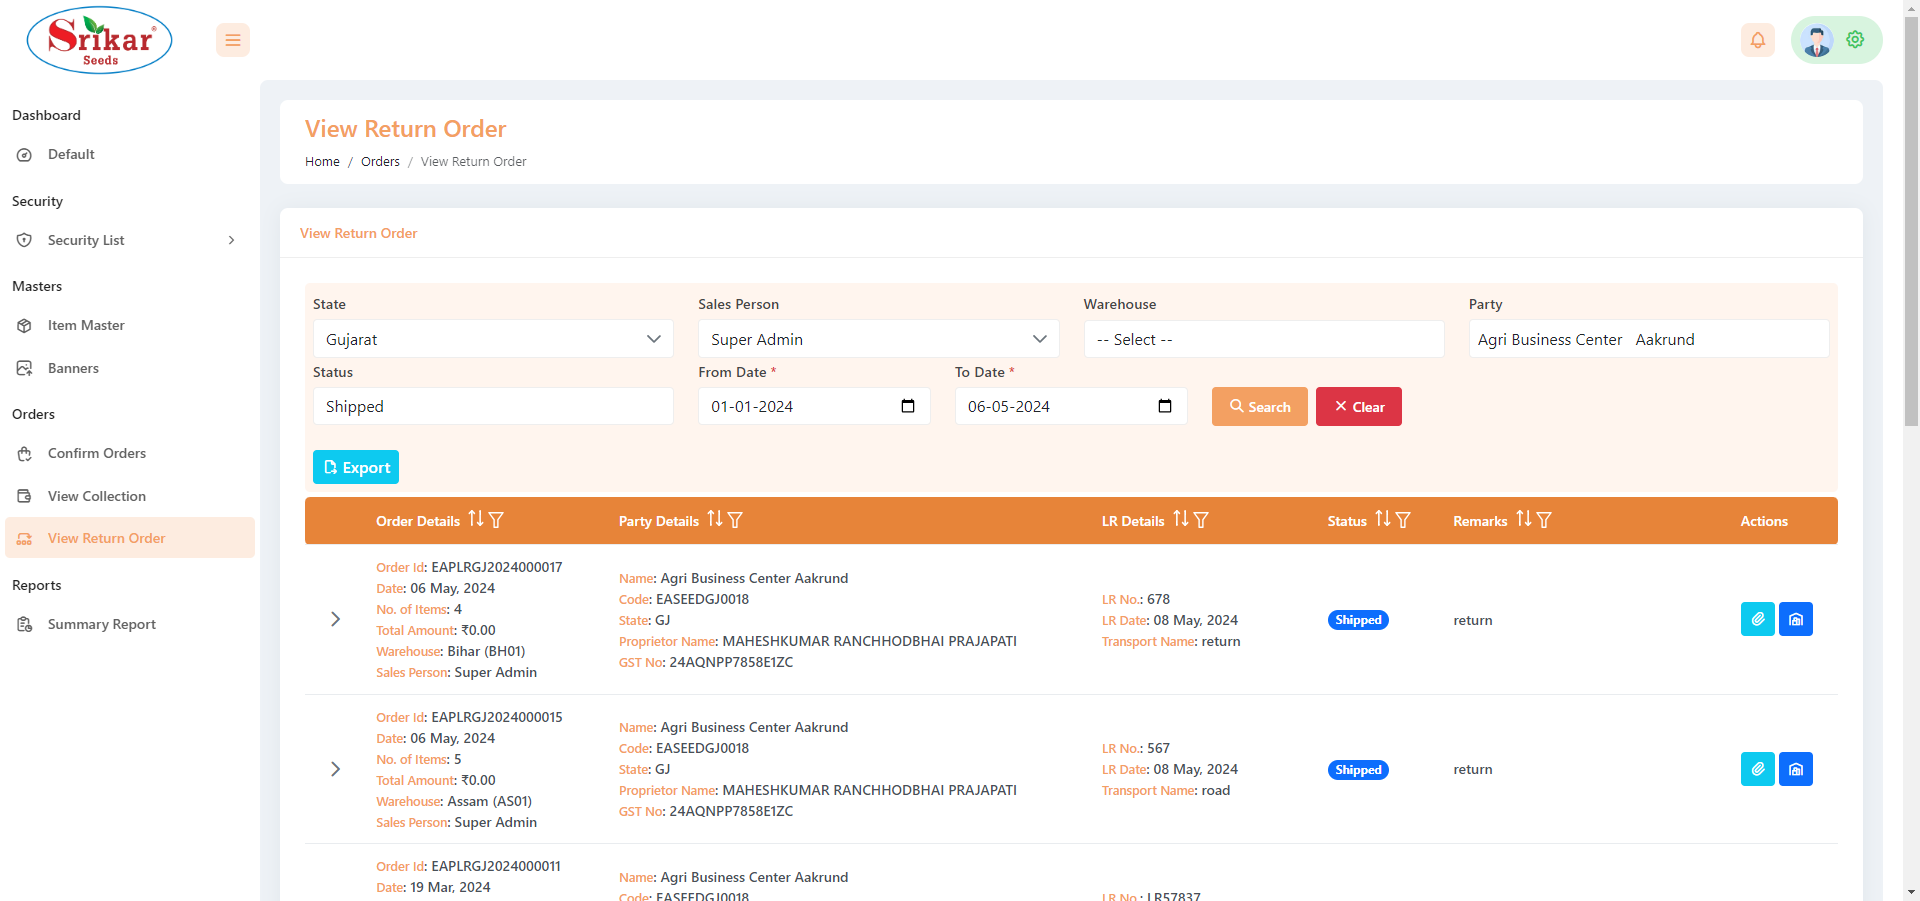 Srikar®
Seeds
Dashboard
Default
Security
Security List
Masters
Item Master
Banners
Orders
Confirm Orders
View Collection
View Return Order
Reports
Summary Report
View Return Order
Home / Orders / View Return Order
View Return Order
State Sales Person Warehouse Party
Gujarat Super Admin -- Select -- Agri Business Center Aakrund
Status From Date * To Date *
Shipped 01-01-2024 06-05-2024 Search Clear
Export
Order Details Party Details LR Details Status Remarks Actions
Order Id: EAPLRGJ2024000017
Date: 06 May, 2024
No. of Items: 4
Total Amount: ₹0.00
Warehouse: Bihar (BH01)
Sales Person: Super Admin
Name: Agri Business Center Aakrund
Code: EASEEDGJ0018
State: GJ
Proprietor Name: MAHESHKUMAR RANCHHODBHAI PRAJAPATI
GST No: 24AQNPP7858E1ZC
LR No.: 678
LR Date: 08 May, 2024
Transport Name: return
Shipped
return
Order Id: EAPLRGJ2024000015
Date: 06 May, 2024
No. of Items: 5
Total Amount: ₹0.00
Warehouse: Assam (AS01)
Sales Person: Super Admin
Name: Agri Business Center Aakrund
Code: EASEEDGJ0018
State: GJ
Proprietor Name: MAHESHKUMAR RANCHHODBHAI PRAJAPATI
GST No: 24AQNPP7858E1ZC
LR No.: 567
LR Date: 08 May, 2024
Transport Name: road
Shipped
return
Order Id: EAPLRGJ2024000011
Date: 19 Mar, 2024
Name: Agri Business Center Aakrund
Code: EASEEDGJ0018
LR No.: LR57837